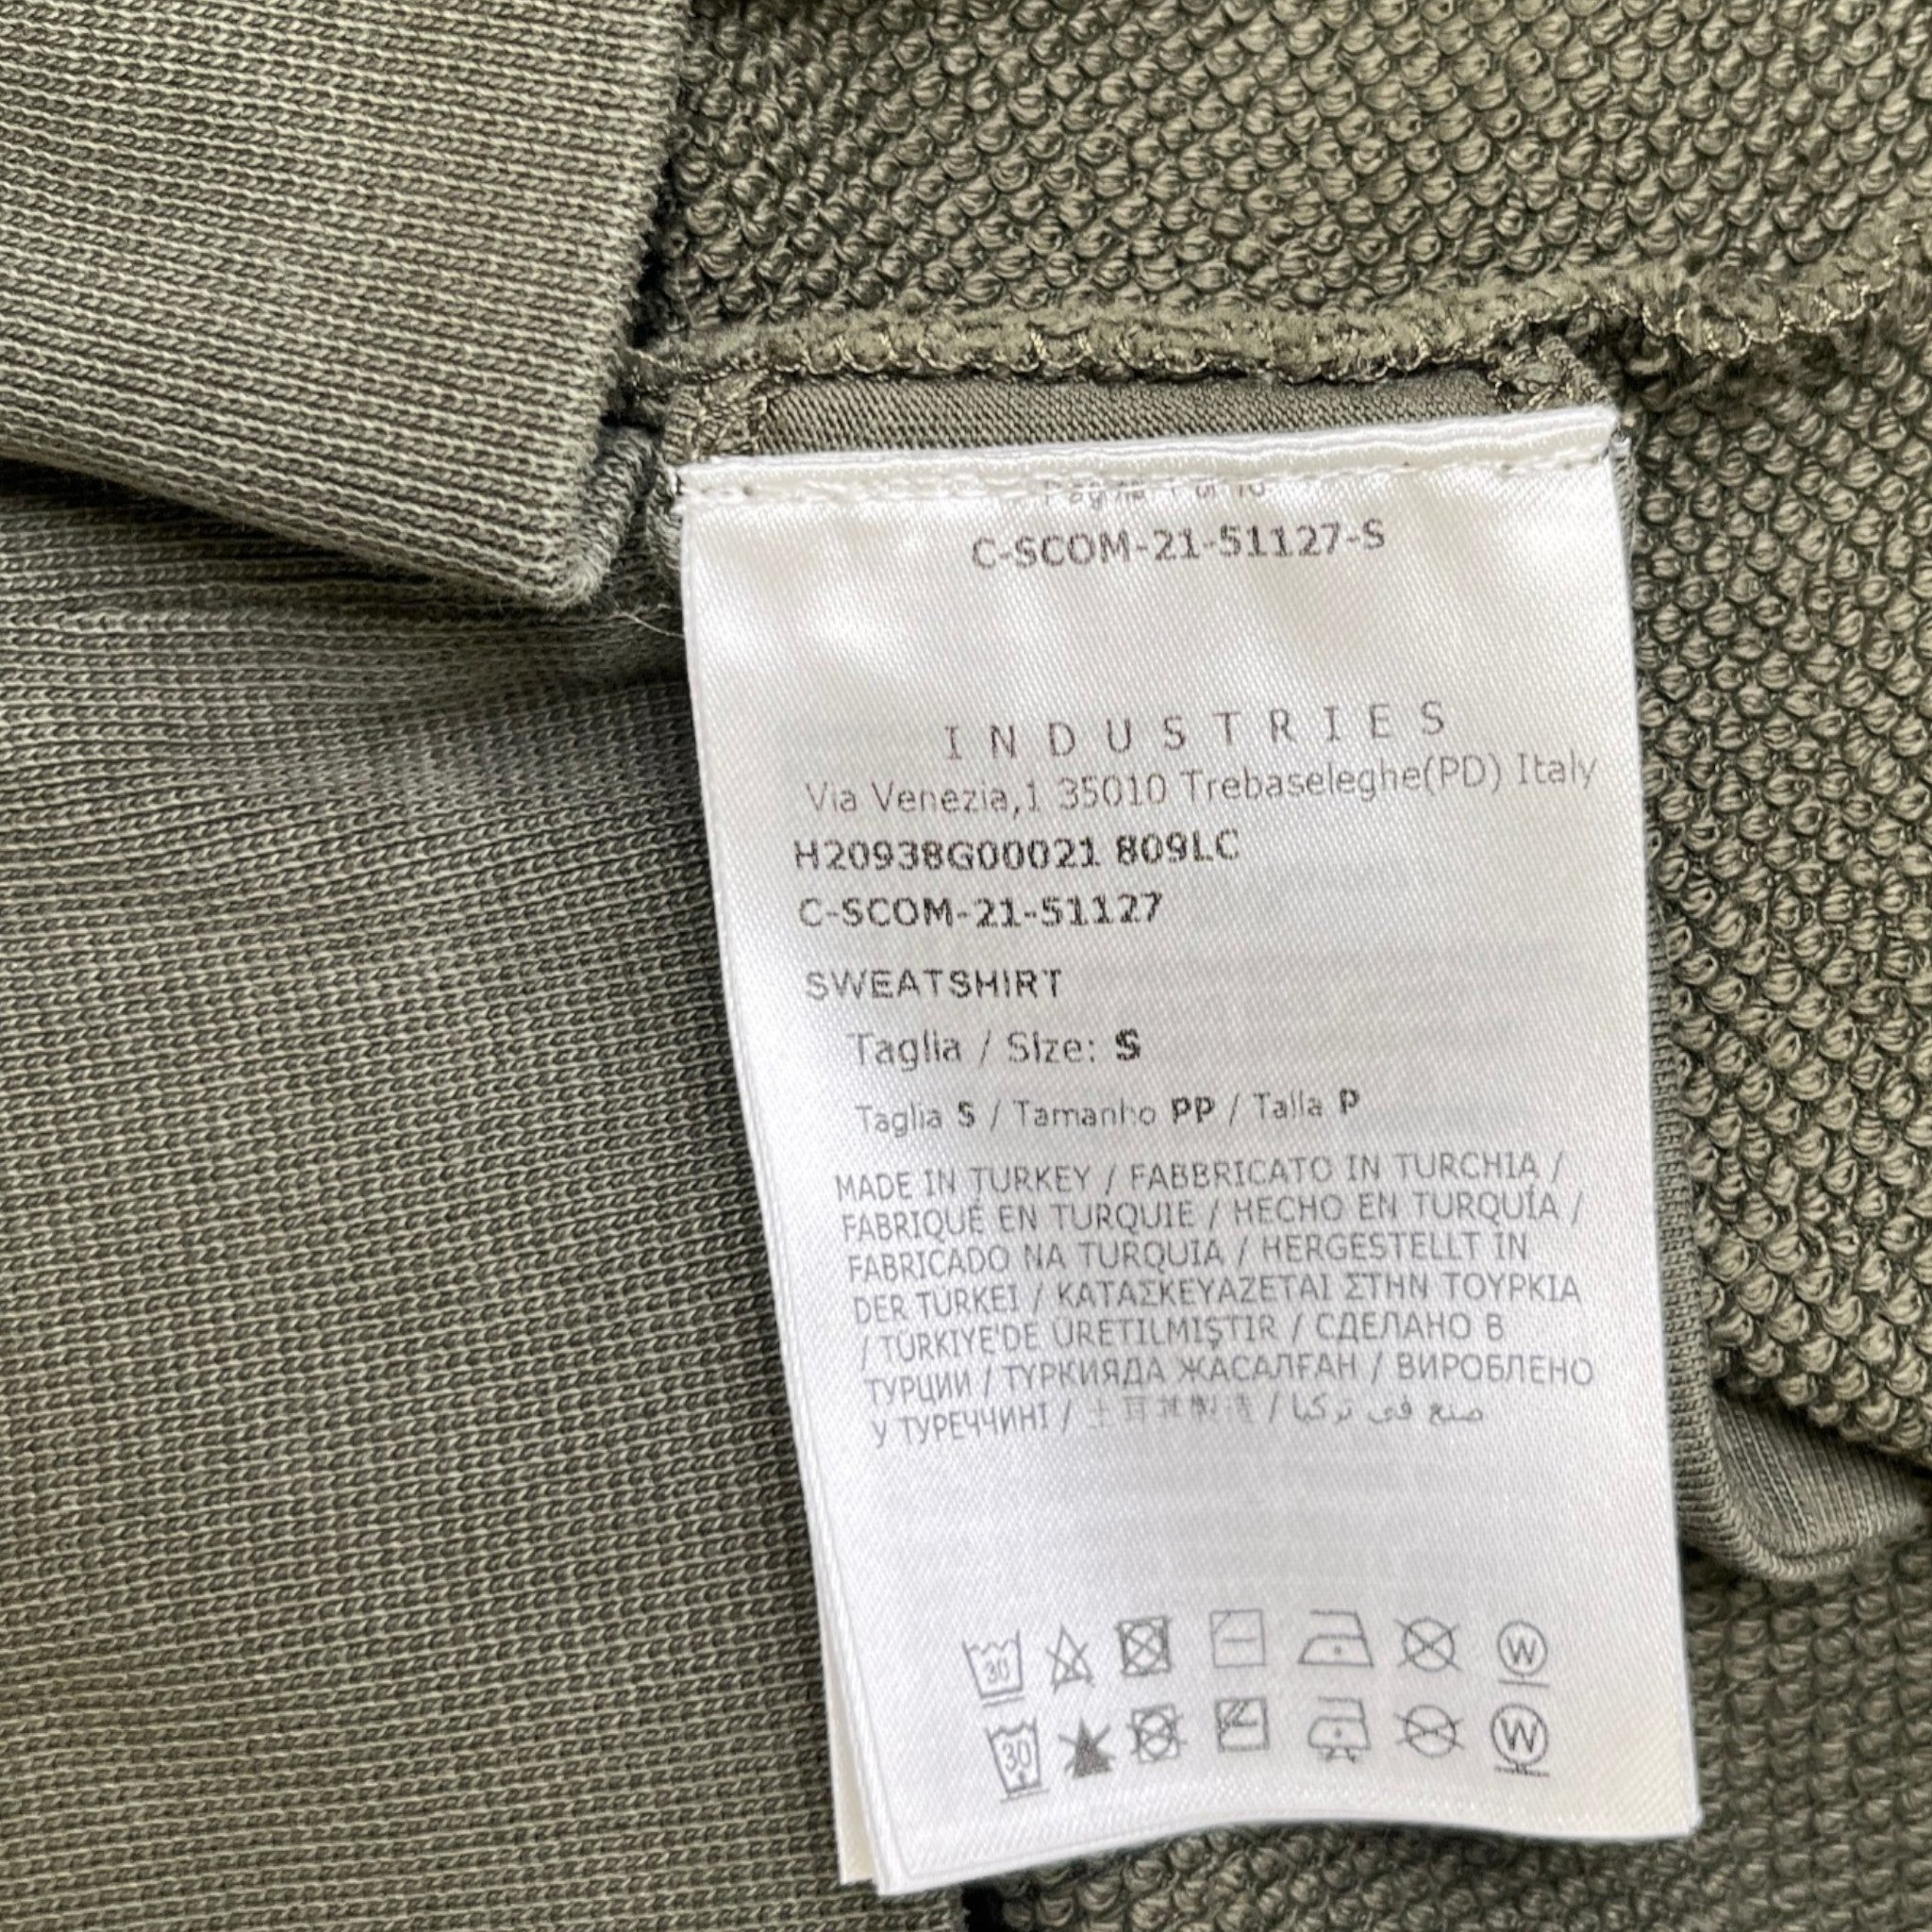 C-SCOM-21-51127-S
INDUSTRIES
Via Venezia,1 35010 Trebaseleghe(PD) Italy
H20938G00021 809LC
C-SCOM-21-51127
SWEATSHIRT
Taglia / Size: S
Taglia S / Tamanho PP / Talla P
MADE IN TURKEY / FABBRICATO IN TURCHIA /
FABRIQUÉ EN TURQUIE / HECHO EN TURQUÍA /
FABRICADO NA TURQUIA / HERGESTELLT IN
DER TURKEI / ΚΑΤΑΣΚΕΥΑΖΕΤΑΙ ΣΤΗΝ ΤΟΥΡΚΙΑ
/ TÜRKIYE'DE ÜRETILMIŞTIR / СДЕЛАНО В
ТУРЦИИ / ТУРКИЯДА ЖАСАЛҒАН / ВИРОБЛЕНО
У ТУРЕЧЧИНІ / 土耳其制造 / صنع في تركيا
30 W
30 W